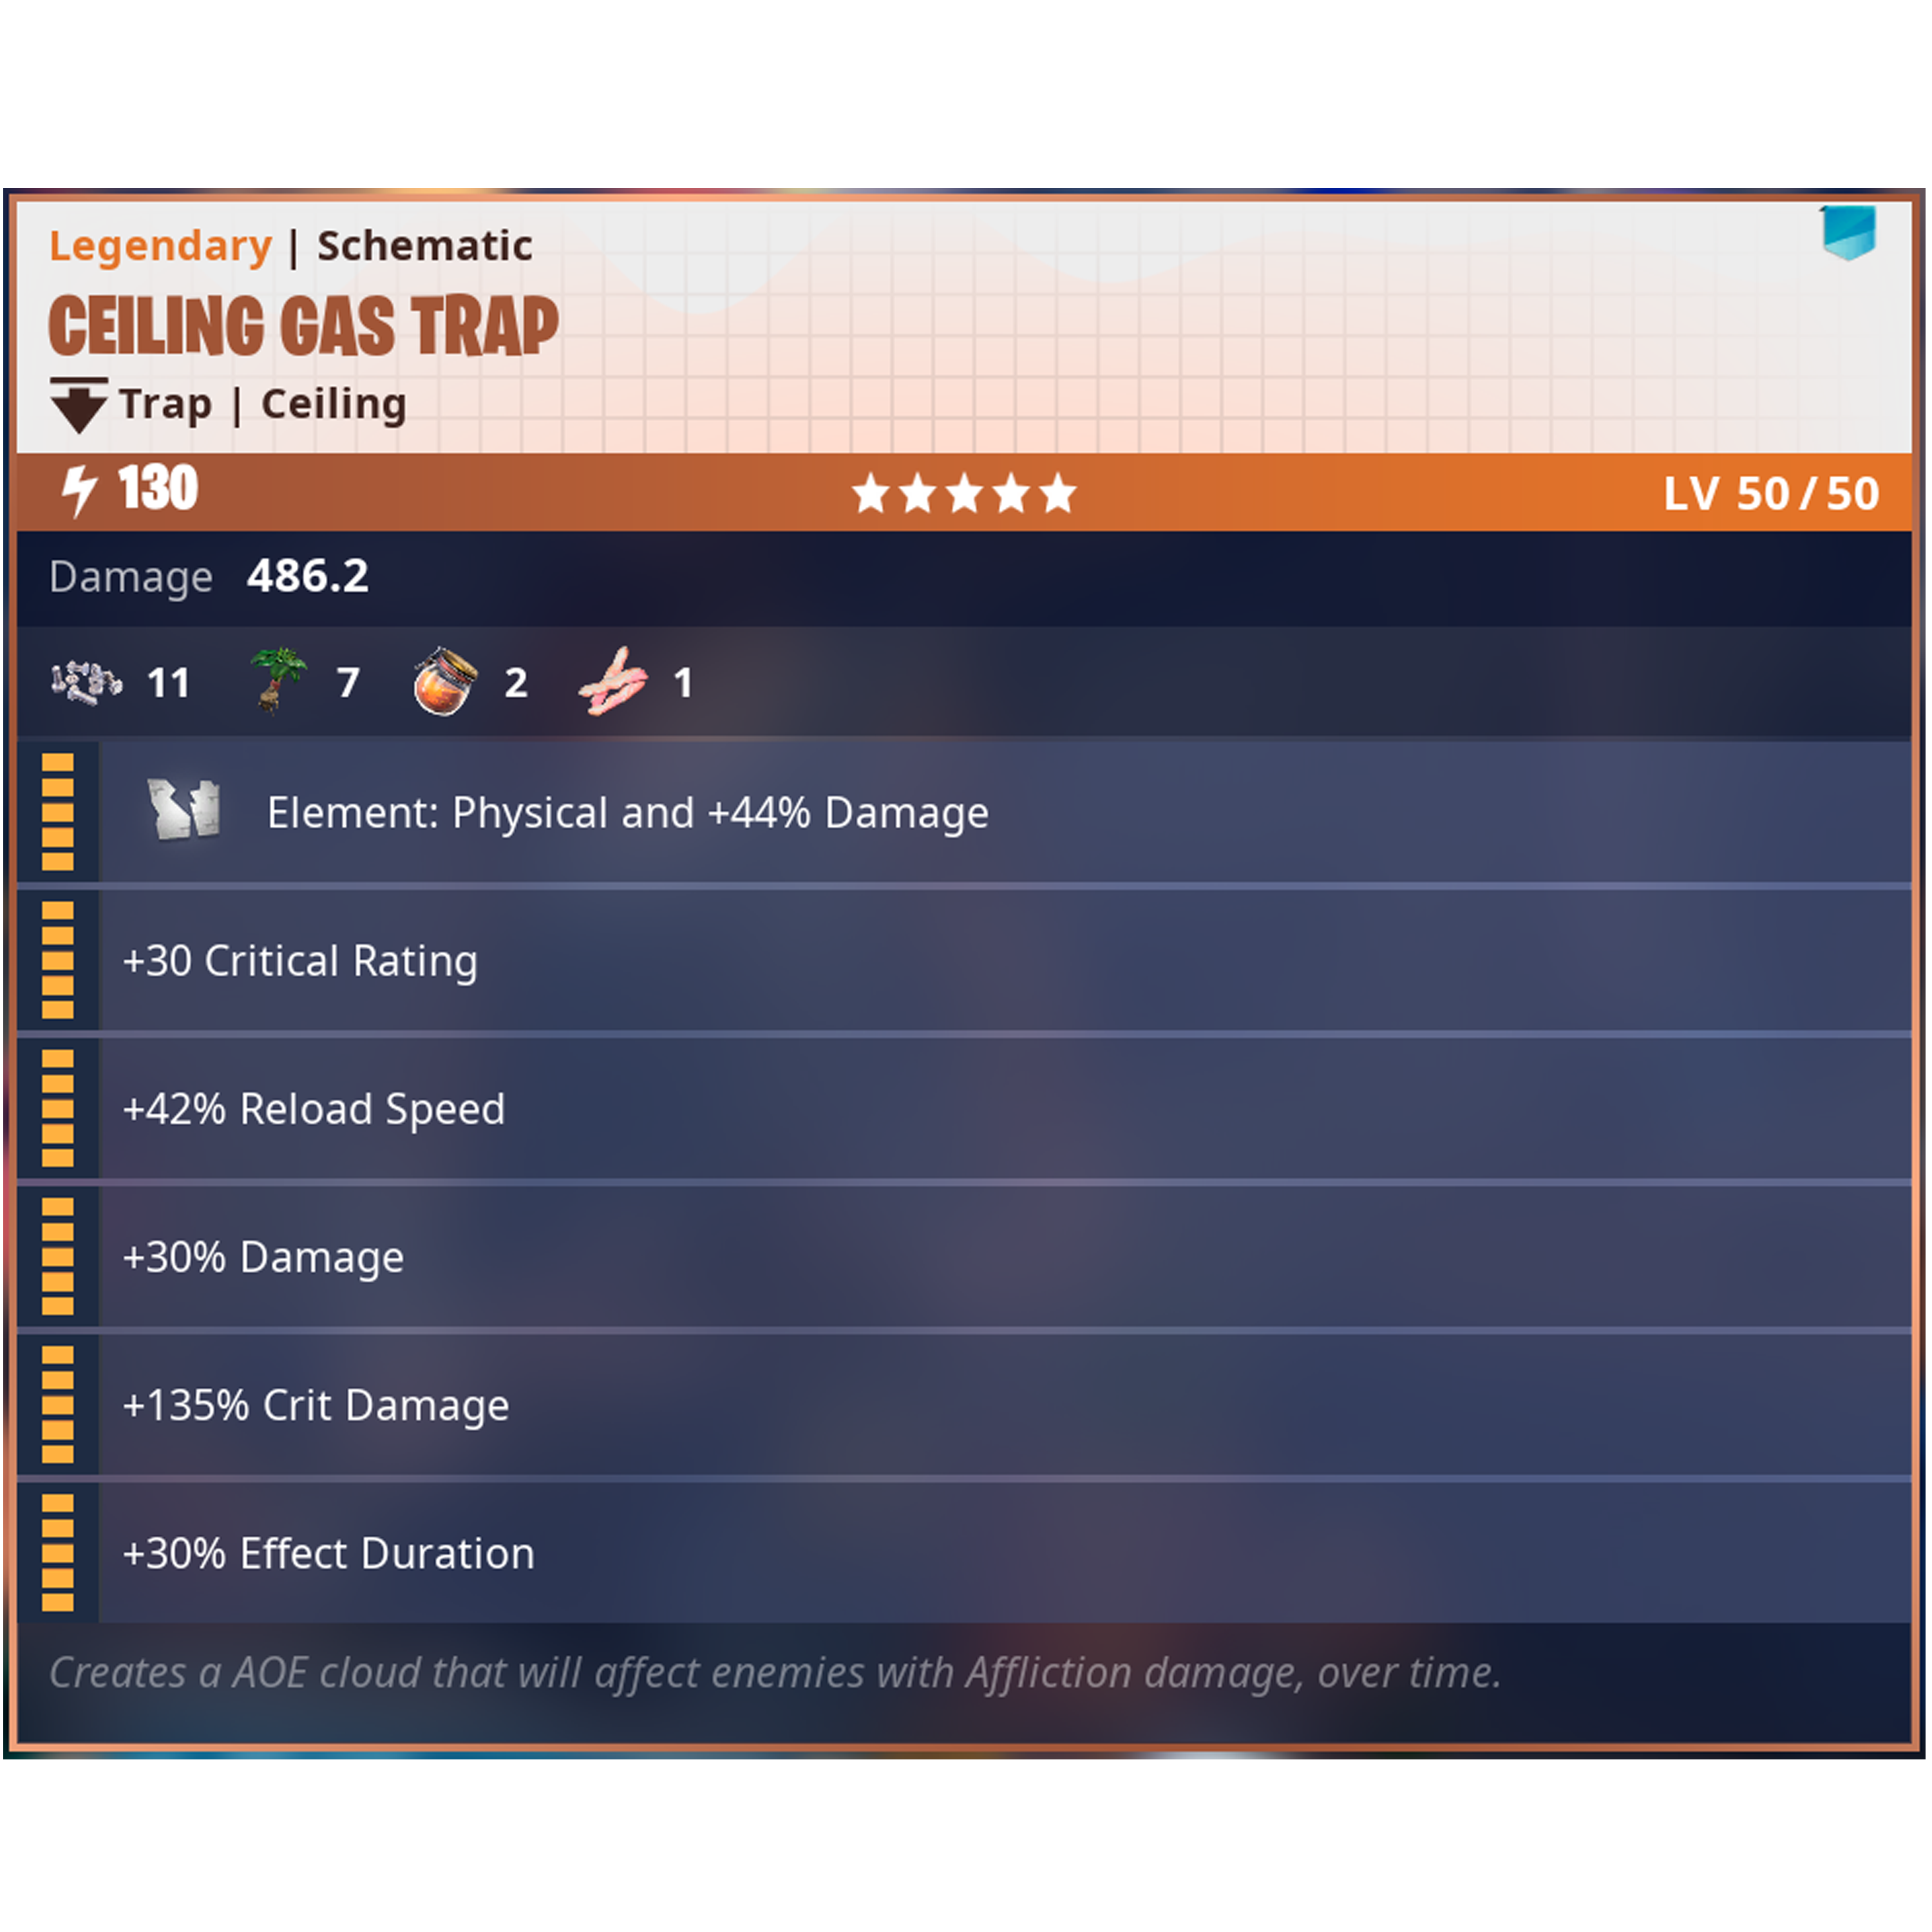 Legendary | Schematic
CEILING GAS TRAP
Trap | Ceiling
130 LV 50/50
Damage 486.2
11 7 2 1
Element: Physical and +44% Damage
+30 Critical Rating
+42% Reload Speed
+30% Damage
+135% Crit Damage
+30% Effect Duration
Creates a AOE cloud that will affect enemies with Affliction damage, over time.